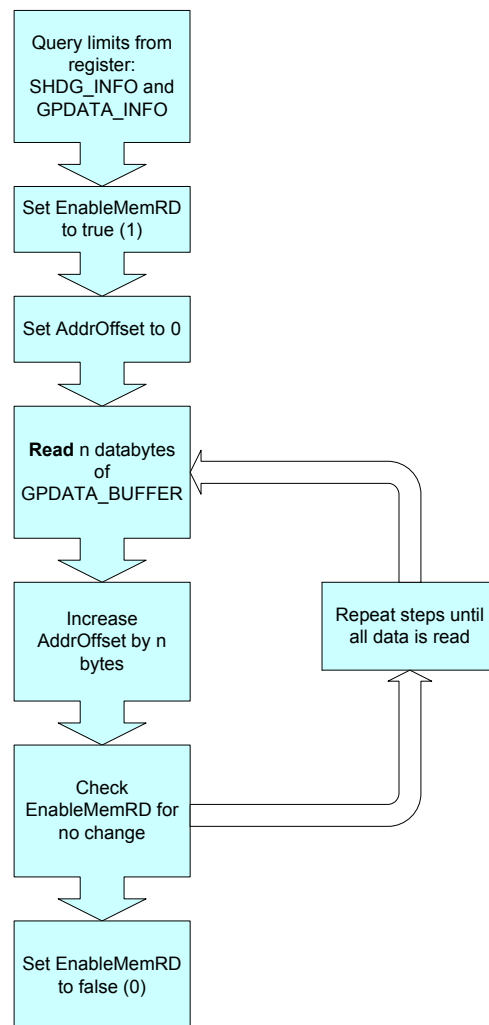 Query limits from
register:
SHDG_INFO and
GPDATA_INFO
Set EnableMemRD
to true (1)
Set AddrOffset to 0
Read n databytes
of
GPDATA_BUFFER
Increase
AddrOffset by n
bytes
Repeat steps until
all data is read
Check
EnableMemRD for
no change
Set EnableMemRD
to false (0)